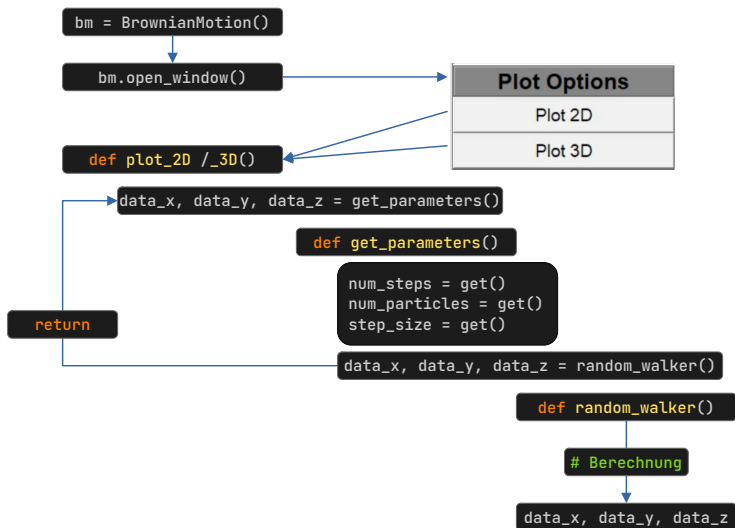 bm = BrownianMotion()
bm.open_window()
Plot Options
Plot 2D
Plot 3D
def plot_2D /_3D()
data_x, data_y, data_z = get_parameters()
def get_parameters()
num_steps = get()
num_particles = get()
step_size = get()
return
data_x, data_y, data_z = random_walker()
def random_walker()
# Berechnung
data_x, data_y, data_z